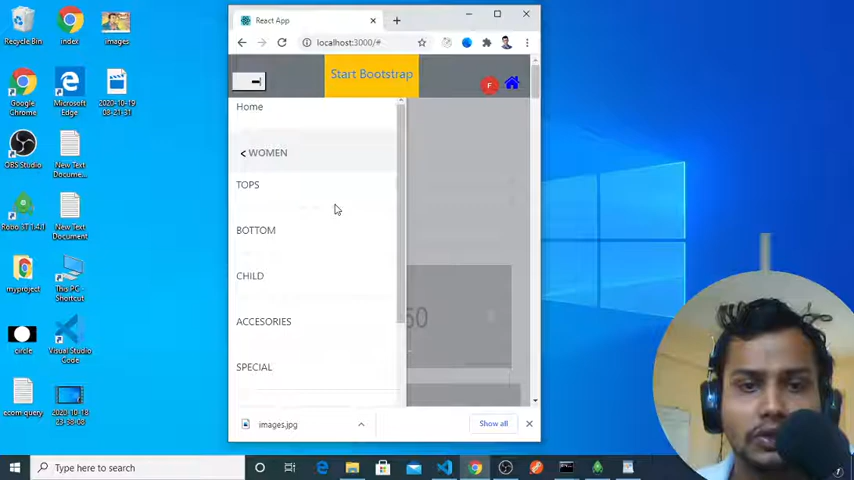 Recycle Bin
index
images
Google
Chrome
Microsoft
Edge
2020-10-19
08-21-31
OBS Studio
New Text
Docume...
Robo 3T 1.4.1
New Text
Document
myproject
This PC -
Shortcut
circle
Visual Studio
Code
ecom query
2020-10-18
23-38-08
React App
localhost:3000/#
Start Bootstrap
F
Home
< WOMEN
TOPS
BOTTOM
CHILD
ACCESORIES
SPECIAL
50
images.jpg
Show all
Type here to search